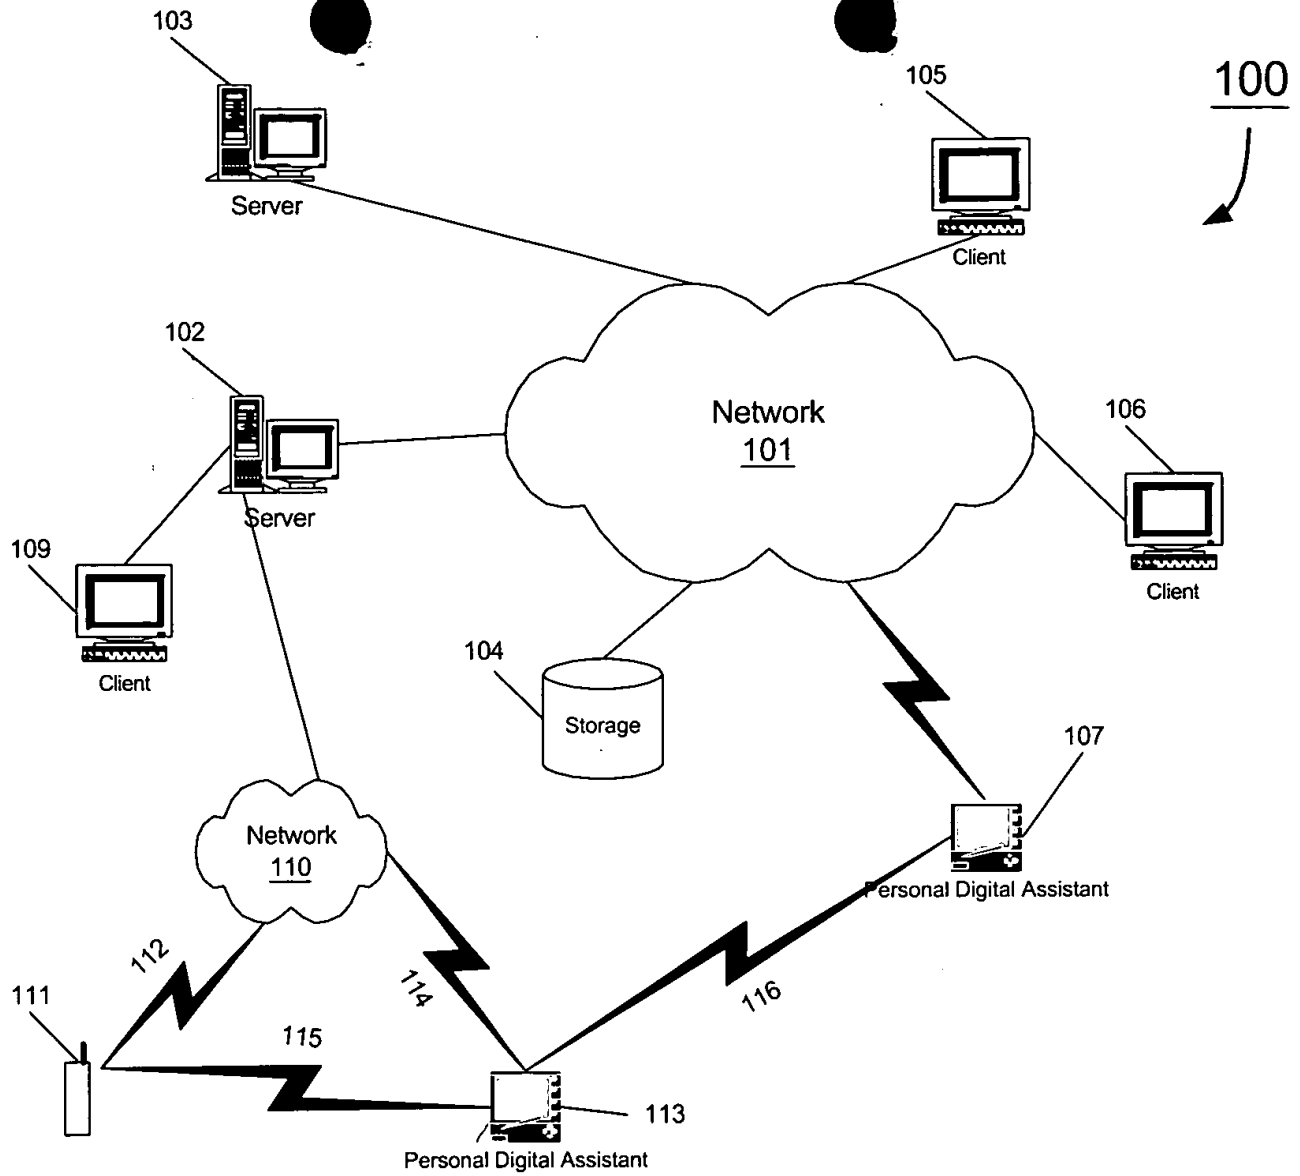 103
105
100
Server
Client
102
Network
101
106
Server
109
Client
Client
104
Storage
107
Network
110
Personal Digital Assistant
112
114
116
111
115
113
Personal Digital Assistant